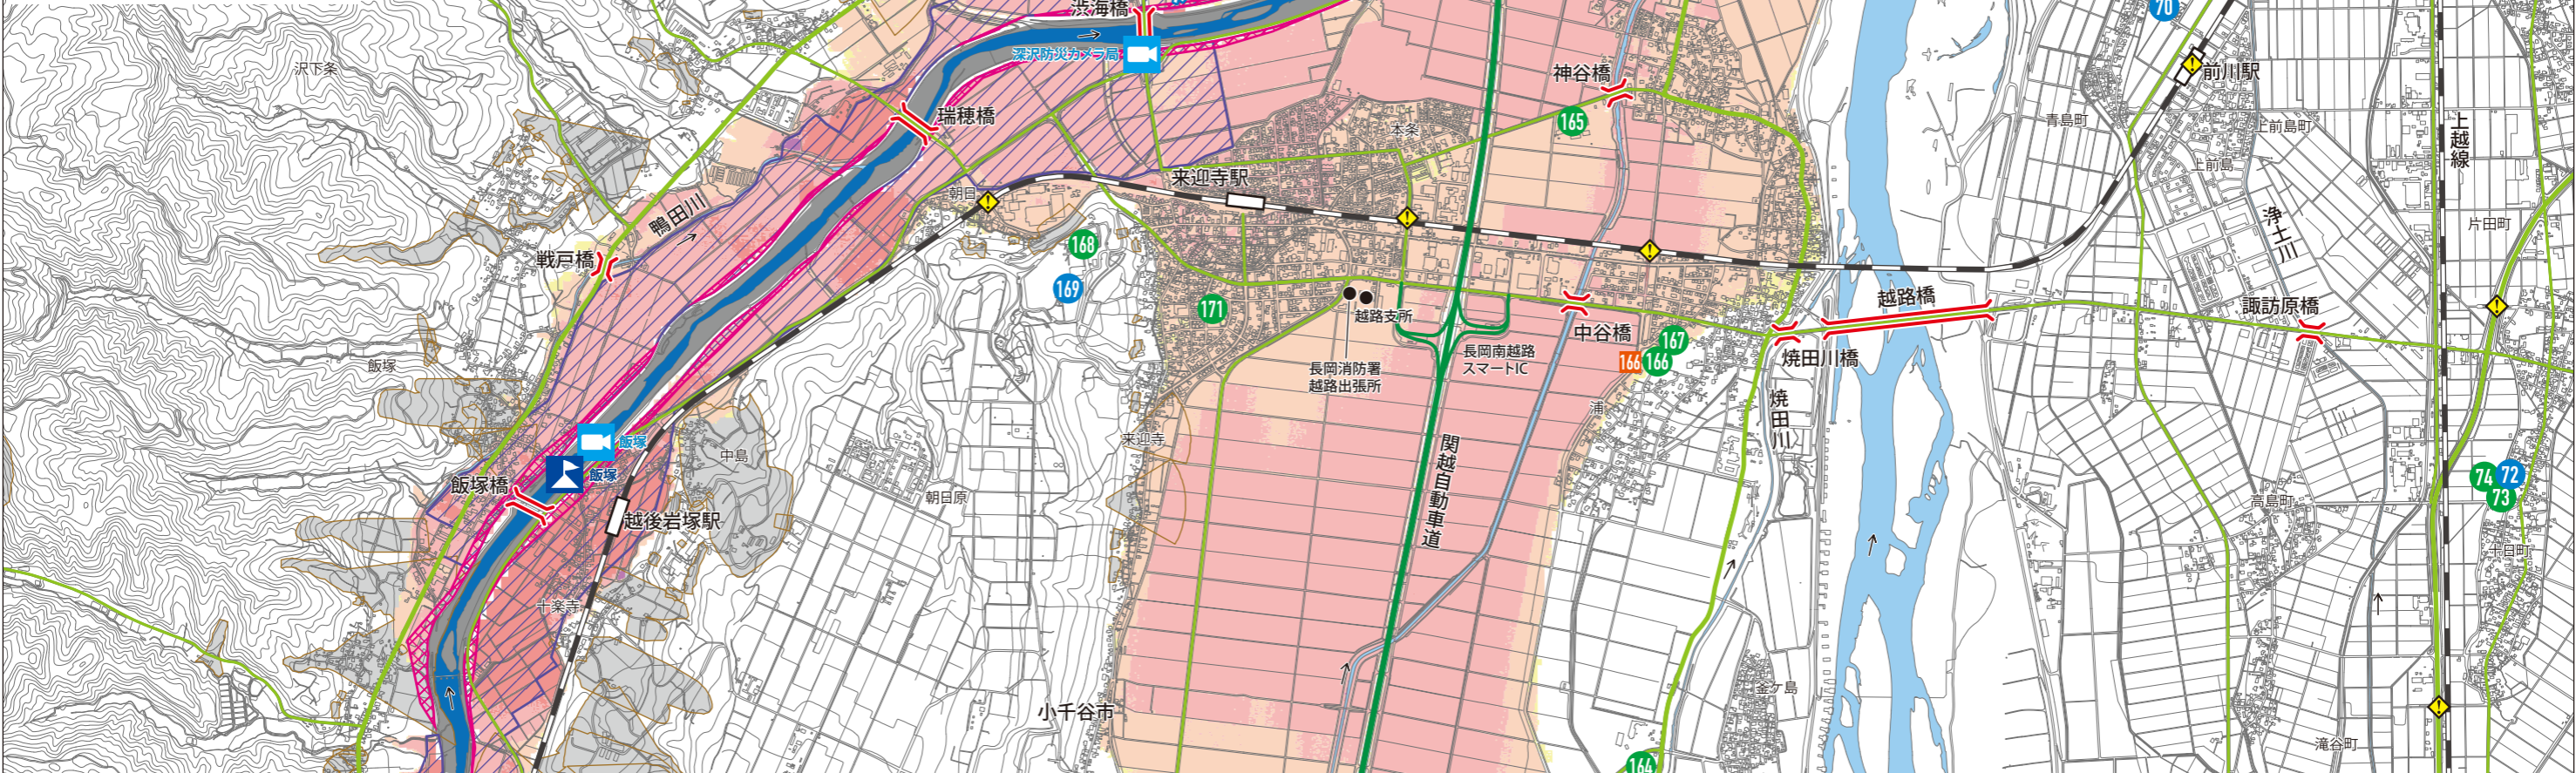 渋海橋
深沢防災カメラ局
沢下条
瑞穂橋
神谷橋
165
本条
70
前川駅
青島町
上前島町
上前島
上越線
来迎寺駅
朝日
鴨田川
戦戸橋
168
169
171
越路支所
長岡消防署
越路出張所
長岡南越路
スマートIC
中谷橋
167
166
166
越路橋
焼田川橋
焼田川
浄土川
片田町
諏訪原橋
飯塚
飯塚
飯塚
飯塚橋
中島
越後岩塚駅
朝日原
来迎寺
浦
関越自動車道
74
72
73
高島町
十日町
十楽寺
小千谷市
金ケ島
164
滝谷町